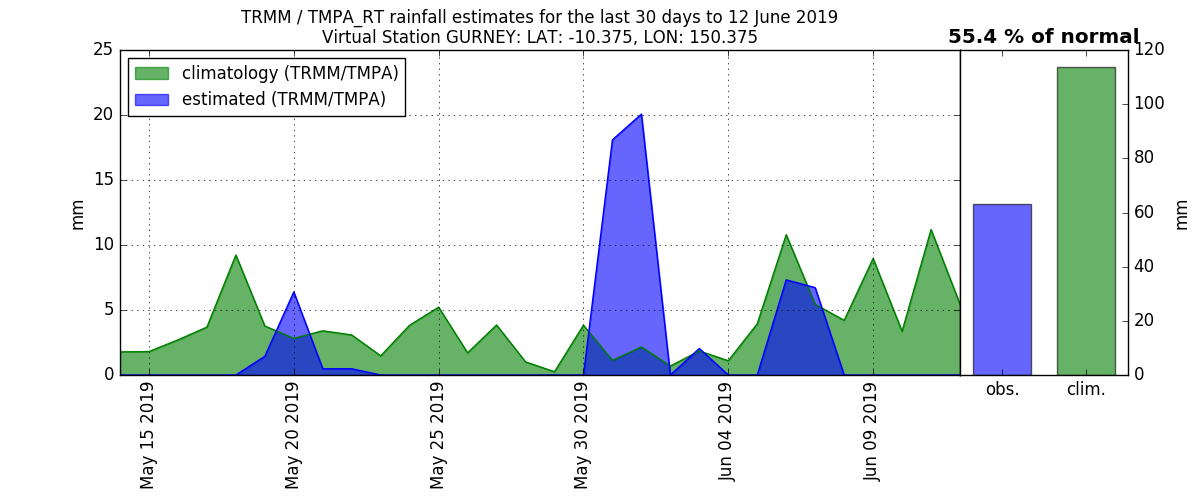 TRMM / TMPA_RT rainfall estimates for the last 30 days to 12 June 2019
Virtual Station GURNEY: LAT: -10.375, LON: 150.375
55.4 % of normal
climatology (TRMM/TMPA)
estimated (TRMM/TMPA)
25
20
15
10
5
0
mm
May 15 2019
May 20 2019
May 25 2019
May 30 2019
Jun 04 2019
Jun 09 2019
obs.
clim.
120
100
80
60
40
20
0
mm